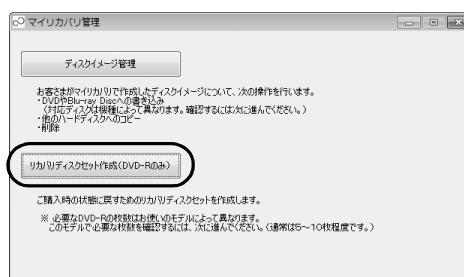 マイリカバリ管理
ディスクイメージ管理
お客さまがマイリカバリで作成したディスクイメージについて、次の操作を行います。
・DVDやBlu-ray Discへの書き込み
（対応ディスクは機種によって異なります。確認するには次に進んでください。）
・他のハードディスクへのコピー
・削除
リカバリディスクセット作成（DVD-Rのみ）
ご購入時の状態に戻すためのリカバリディスクセットを作成します。
※ 必要なDVD-Rの枚数はお使いのモデルによって異なります。
このモデルで必要な枚数を確認するには、次に進んでください。（通常は5～10枚程度です。）